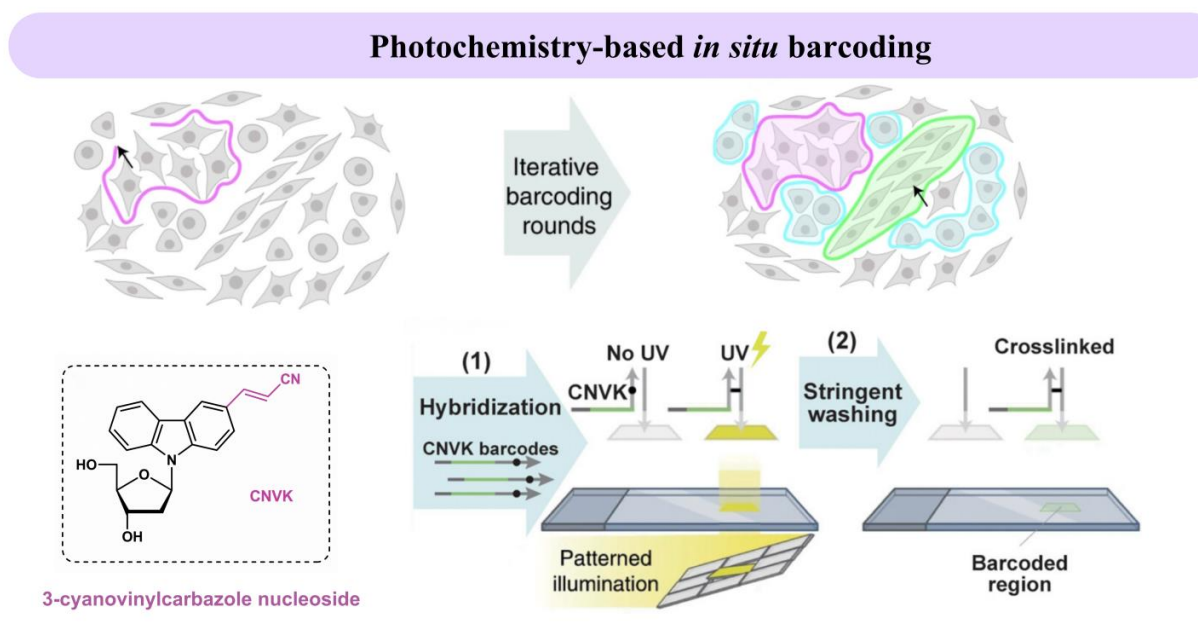 Photochemistry-based in situ barcoding
Iterative
barcoding
rounds
CN
N
HO
O
OH
CNVK
3-cyanovinylcarbazole nucleoside
(1)
Hybridization
CNVK barcodes
No UV
UV
CNVK
Patterned
illumination
(2)
Stringent
washing
Crosslinked
Barcoded
region